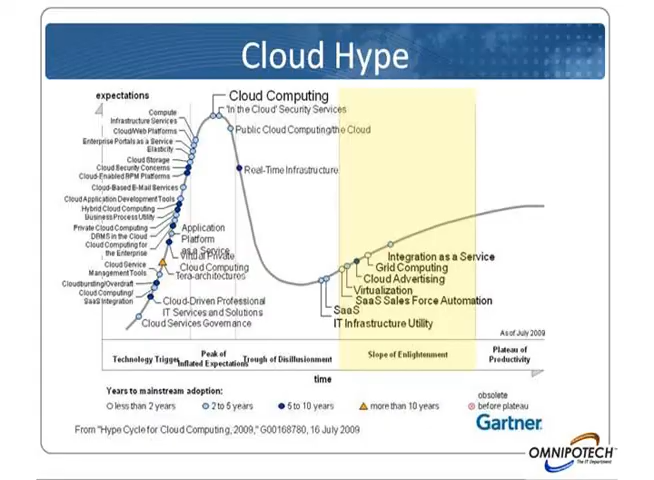 Cloud Hype
expectations
Cloud Computing
'In the Cloud' Security Services
Public Cloud Computing/the Cloud
Real-Time Infrastructure
Compute
Infrastructure Services
Cloud/Web Platforms
Enterprise Portals as a Service
Elasticity
Cloud Storage
Cloud Security Concerns
Cloud-Enabled BPM Platforms
Cloud-Based E-Mail Services
Cloud Application Development Tools
Hybrid Cloud Computing
Business Process Utility
Private Cloud Computing
DBMS in the Cloud
Cloud Computing for
the Enterprise
Cloud Service
Management Tools
Cloudbursting/Overdraft
Cloud Computing/
SaaS Integration
Application
Platform
as a Service
Virtual Private
Cloud Computing
Tera-architectures
Cloud-Driven Professional
IT Services and Solutions
Cloud Services Governance
Integration as a Service
Grid Computing
Cloud Advertising
Virtualization
SaaS Sales Force Automation
SaaS
IT Infrastructure Utility
As of July 2009
Technology Trigger
Peak of
Inflated Expectations
Trough of Disillusionment
Slope of Enlightenment
Plateau of
Productivity
time
Years to mainstream adoption:
less than 2 years
2 to 5 years
5 to 10 years
more than 10 years
obsolete
before plateau
From "Hype Cycle for Cloud Computing, 2009," G00168780, 16 July 2009
Gartner
OMNIPOTECH
The IT Department